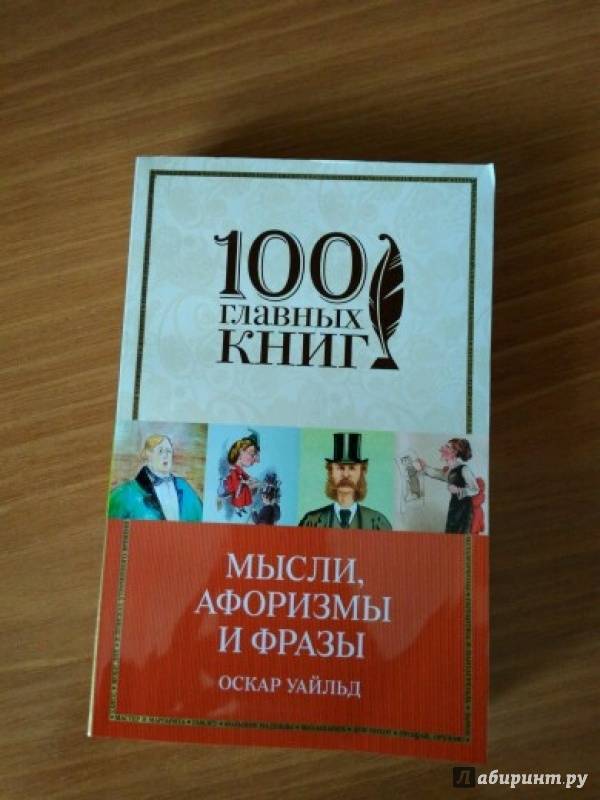 100
ГЛАВНЫХ
КНИГ
МЫСЛИ,
АФОРИЗМЫ
И ФРАЗЫ
ОСКАР УАЙЛЬД
Лабиринт.ру